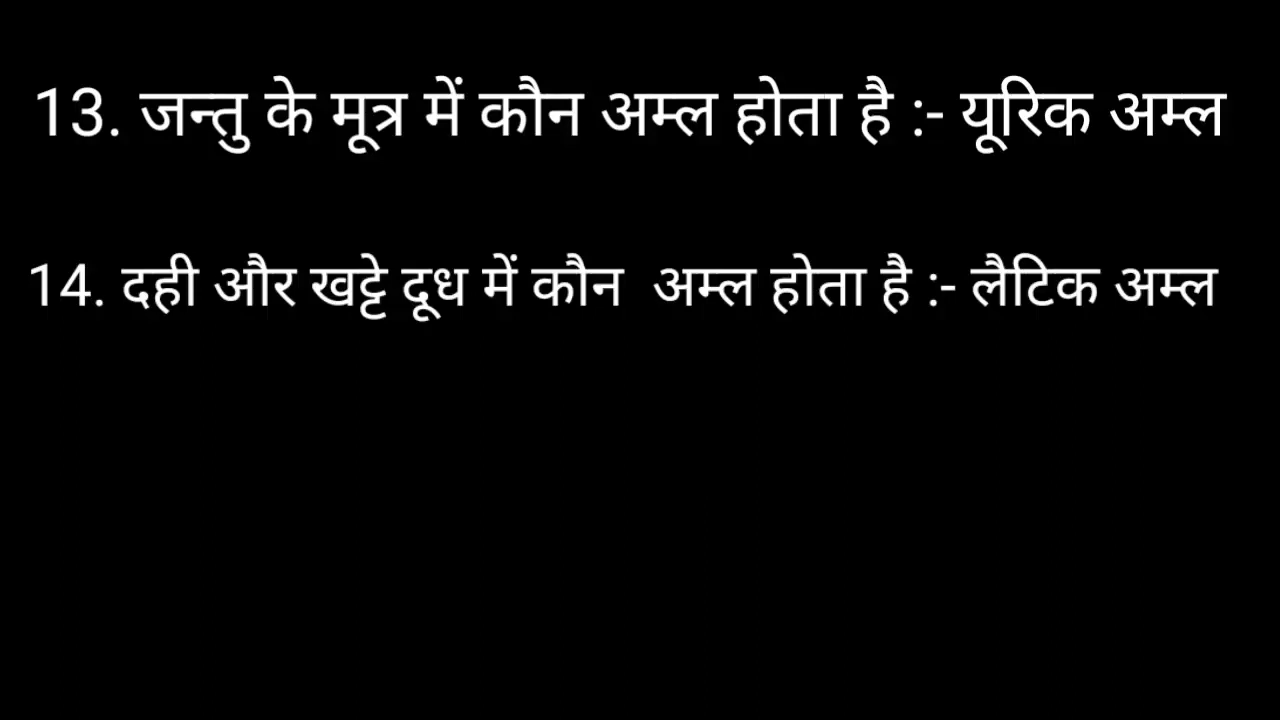 13. जन्तु के मूत्र में कौन अम्ल होता है :- यूरिक अम्ल
14. दही और खट्टे दूध में कौन  अम्ल होता है :- लैटिक अम्ल